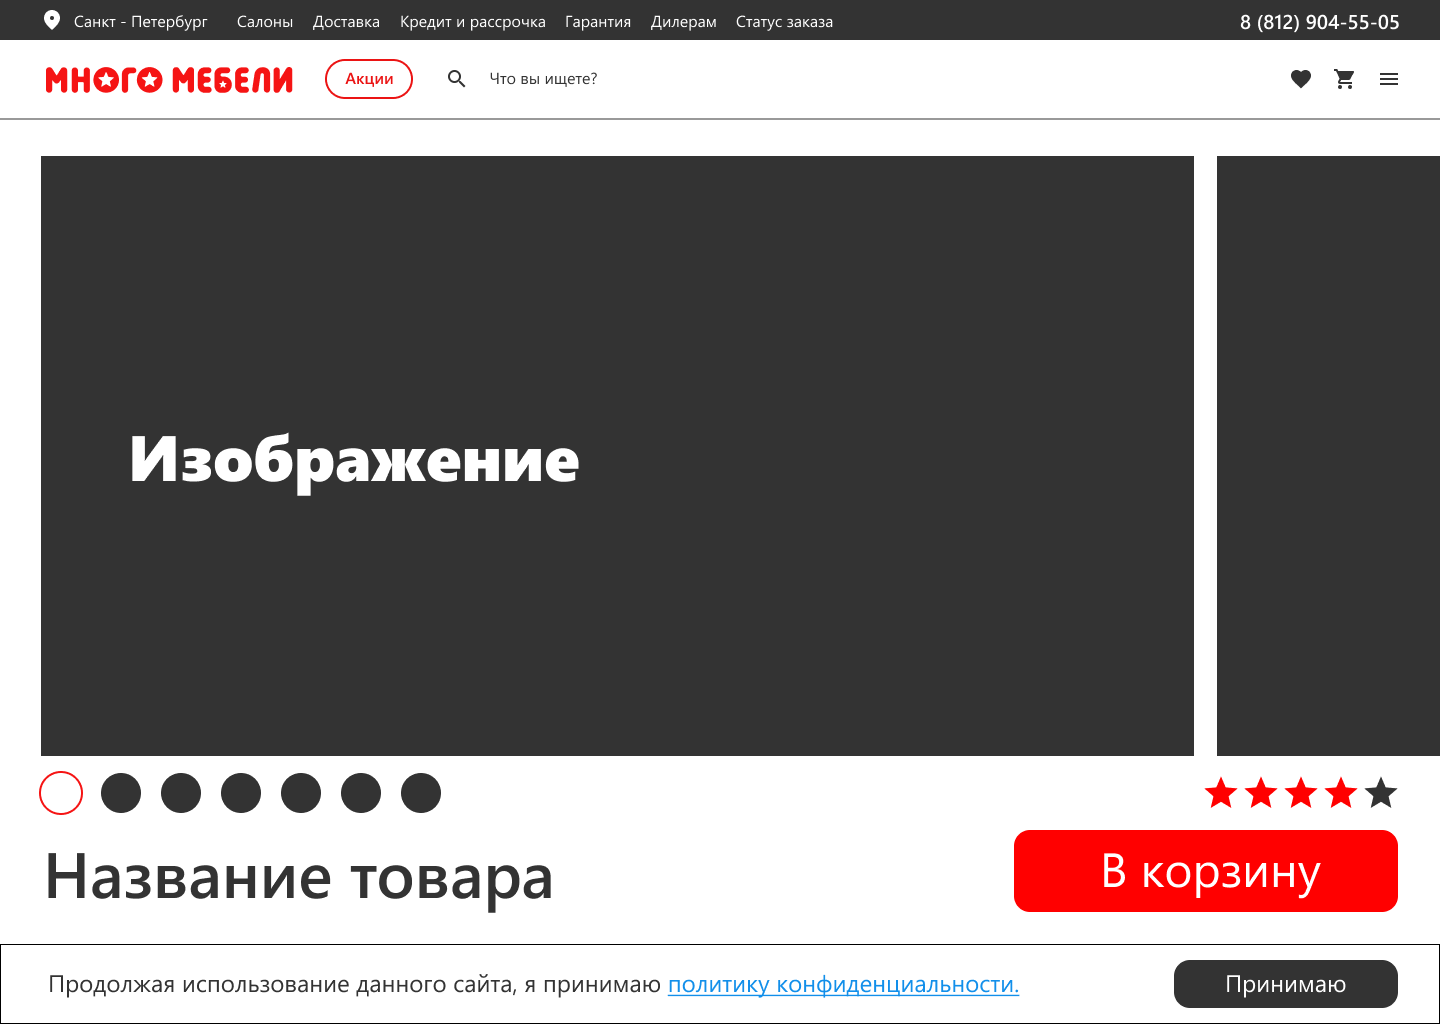 Санкт - Петербург Салоны Доставка Кредит и рассрочка Гарантия Дилерам Статус заказа 8 (812) 904-55-05
МНОГО МЕБЕЛИ Акции Что вы ищете?
Изображение
Название товара В корзину
Продолжая использование данного сайта, я принимаю политику конфиденциальности. Принимаю